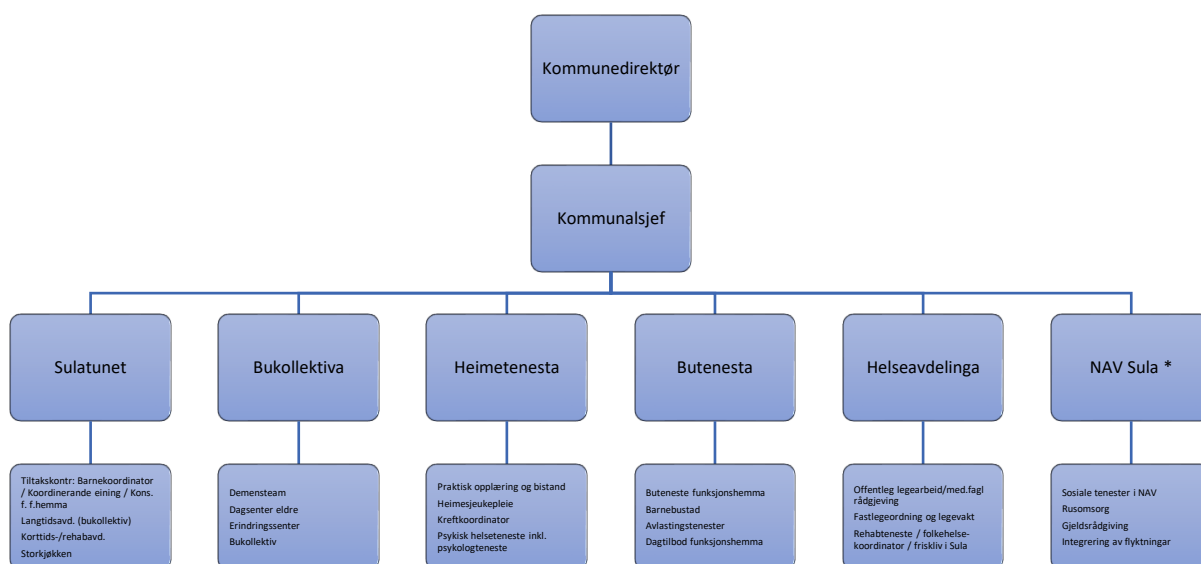 Kommunedirektør
Kommunalsjef
Sulatunet
Bukollektiva
Heimetenesta
Butenesta
Helseavdelinga
NAV Sula *
Tiltakskontr: Barnekoordinator
/ Koordinerande eining / Kons.
f. f.hemma
Langtidsavd. (bukollektiv)
Korttids-/rehabavd.
Storkjøkken
Demensteam
Dagsenter eldre
Erindringssenter
Bukollektiv
Praktisk opplæring og bistand
Heimesjeukepleie
Kreftkoordinator
Psykisk helseteneste inkl.
psykologteneste
Buteneste funksjonshemma
Barnebustad
Avlastingstenester
Dagtilbod funksjonshemma
Offentleg legearbeid/med.fagl
rådgjeving
Fastlegeordning og legevakt
Rehabteneste / folkehelse-
koordinator / friskliv i Sula
Sosiale tenester i NAV
Rusomsorg
Gjeldsrådgiving
Integrering av flyktningar